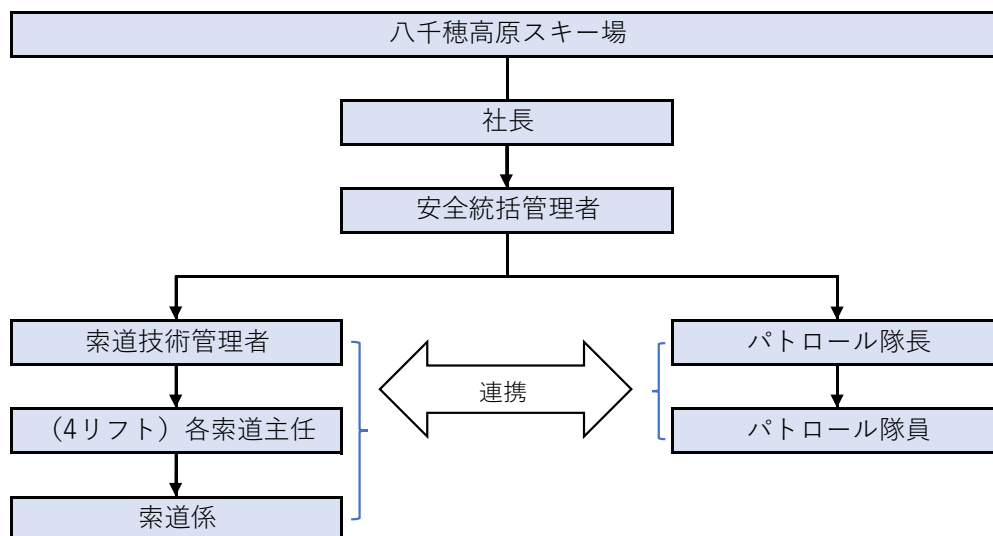 八千穂高原スキー場
社長
安全統括管理者
索道技術管理者
パトロール隊長
連携
（4リフト）各索道主任
パトロール隊員
索道係